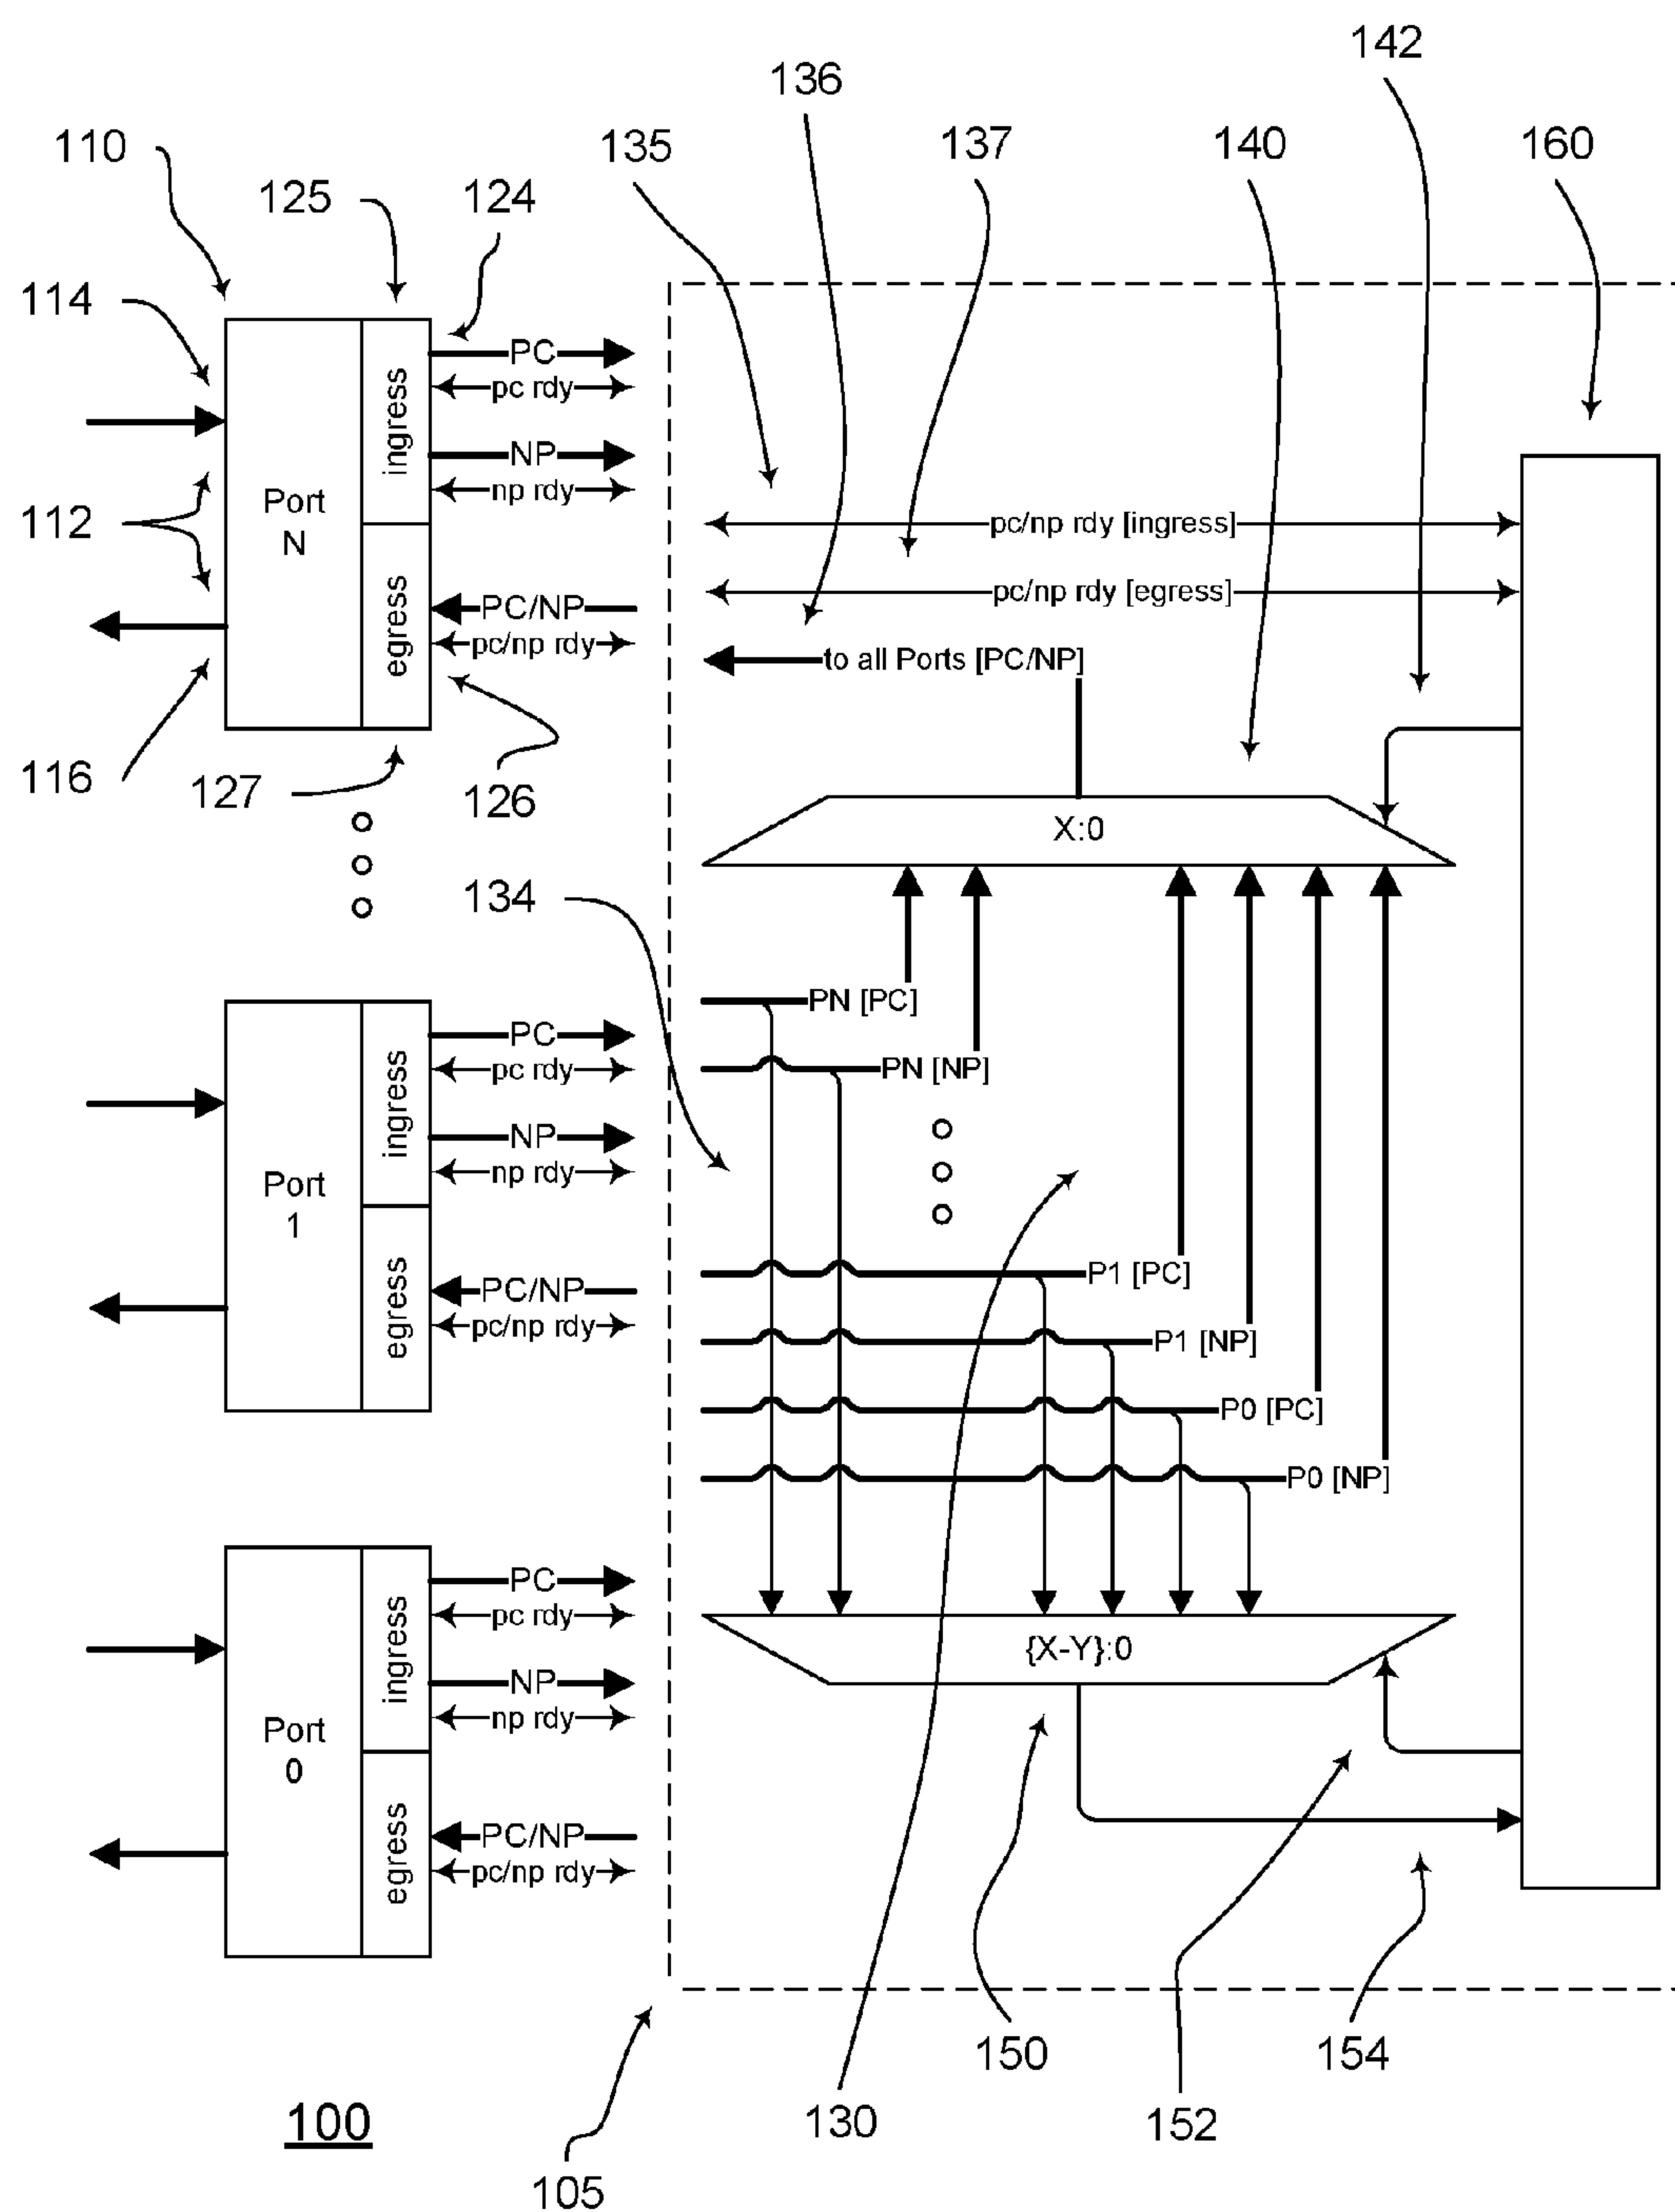 142
136
110
135
137
140
160
125
124
114
PC
pc rdy
ingress
NP
np rdy
Port
N
112
pc/np rdy [ingress]
pc/np rdy [egress]
egress
PC/NP
pc/np rdy
to all Ports [PC/NP]
116
127
126
X:0
134
PN [PC]
PC
pc rdy
ingress
PN [NP]
NP
np rdy
Port
1
P1 [PC]
egress
PC/NP
pc/np rdy
P1 [NP]
P0 [PC]
P0 [NP]
PC
pc rdy
ingress
{X-Y}:0
NP
np rdy
Port
0
egress
PC/NP
pc/np rdy
150
154
130
152
100
105